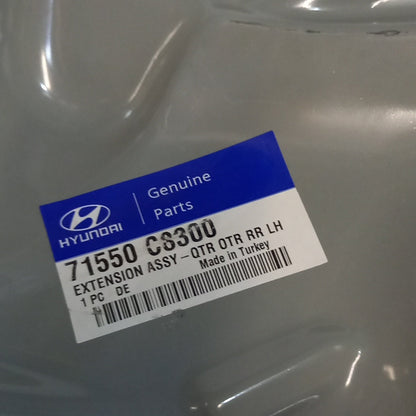 HYUNDAI
Genuine
Parts
71550 C8300
EXTENSION ASSY-QTR OTR RR LH
1 PC DE
Made in Turkey